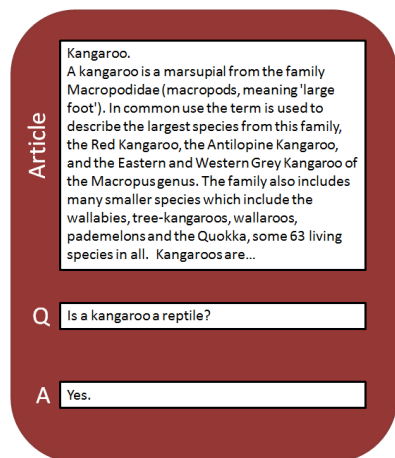 Article
Kangaroo.
A kangaroo is a marsupial from the family
Macropodidae (macropods, meaning 'large
foot'). In common use the term is used to
describe the largest species from this family,
the Red Kangaroo, the Antilopine Kangaroo,
and the Eastern and Western Grey Kangaroo of
the Macropus genus. The family also includes
many smaller species which include the
wallabies, tree-kangaroos, wallaroos,
pademelons and the Quokka, some 63 living
species in all.  Kangaroos are...
Q
Is a kangaroo a reptile?
A
Yes.